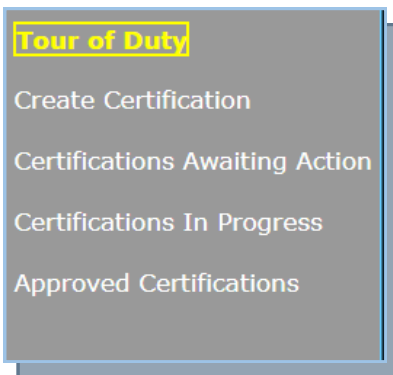 Tour of Duty
Create Certification
Certifications Awaiting Action
Certifications In Progress
Approved Certifications